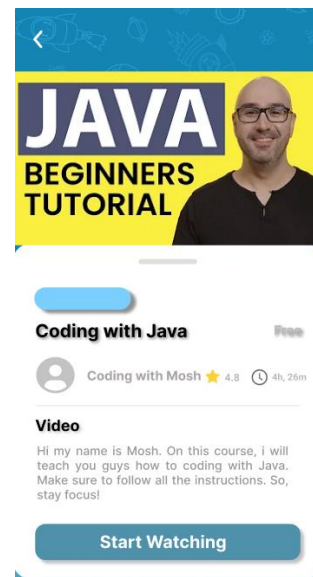 JAVA
BEGINNERS
TUTORIAL
Coding with Java
Free
Coding with Mosh
4.8
4h, 26m
Video
Hi my name is Mosh. On this course, i will
teach you guys how to coding with Java.
Make sure to follow all the instructions. So,
stay focus!
Start Watching